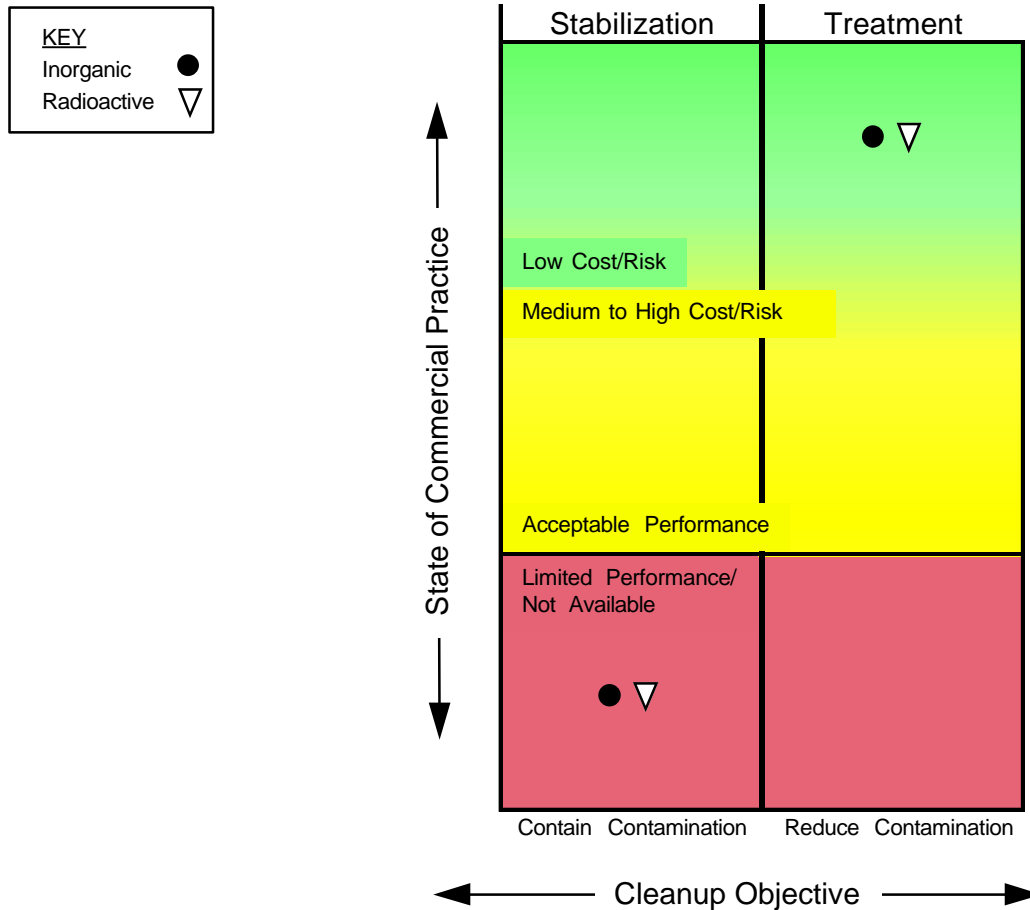 KEY
Inorganic
Radioactive
Stabilization
Treatment
State of Commercial Practice
Low Cost/Risk
Medium to High Cost/Risk
Acceptable Performance
Limited Performance/
Not Available
Contain Contamination
Reduce Contamination
Cleanup Objective